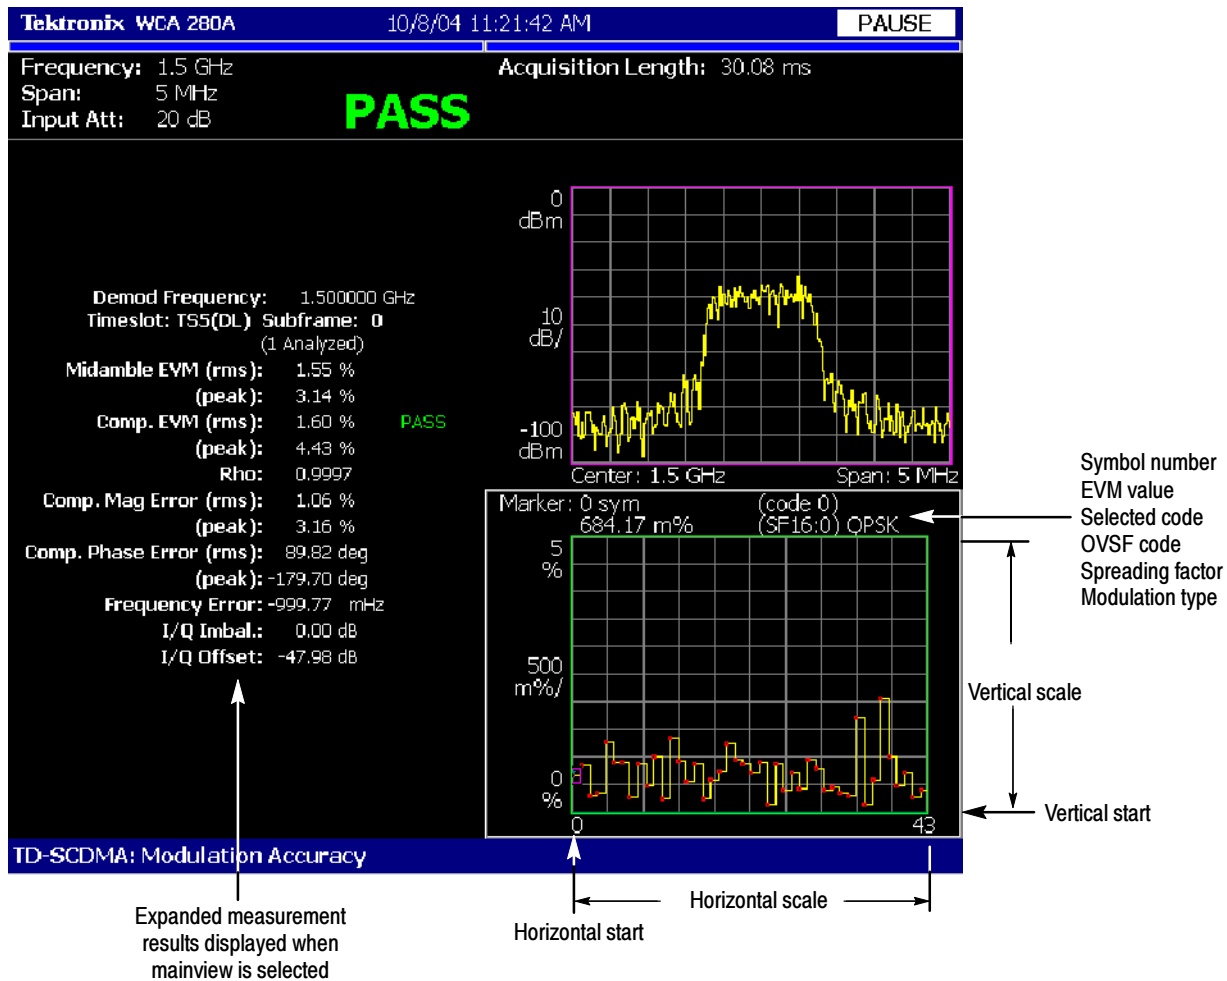 Tektronix WCA 280A 10/8/04 11:21:42 AM PAUSE
Frequency: 1.5 GHz Acquisition Length: 30.08 ms
Span: 5 MHz
Input Att: 20 dB
PASS
0
dBm
10
dB/
-100
dBm
Center: 1.5 GHz Span: 5 MHz
Demod Frequency: 1.500000 GHz
Timeslot: TS5(DL) Subframe: 0
(1 Analyzed)
Midamble EVM (rms): 1.55 %
(peak): 3.14 %
Comp. EVM (rms): 1.60 % PASS
(peak): 4.43 %
Rho: 0.9997
Comp. Mag Error (rms): 1.06 %
(peak): 3.16 %
Comp. Phase Error (rms): 89.82 deg
(peak): -179.70 deg
Frequency Error: -999.77 mHz
I/Q Imbal.: 0.00 dB
I/Q Offset: -47.98 dB
Marker: 0 sym (code 0)
684.17 m% (SF16:0) QPSK
5
%
500
m%/
0
%
0 43
Symbol number
EVM value
Selected code
OVSF code
Spreading factor
Modulation type
Vertical scale
Vertical start
TD-SCDMA: Modulation Accuracy
Horizontal scale
Horizontal start
Expanded measurement
results displayed when
mainview is selected